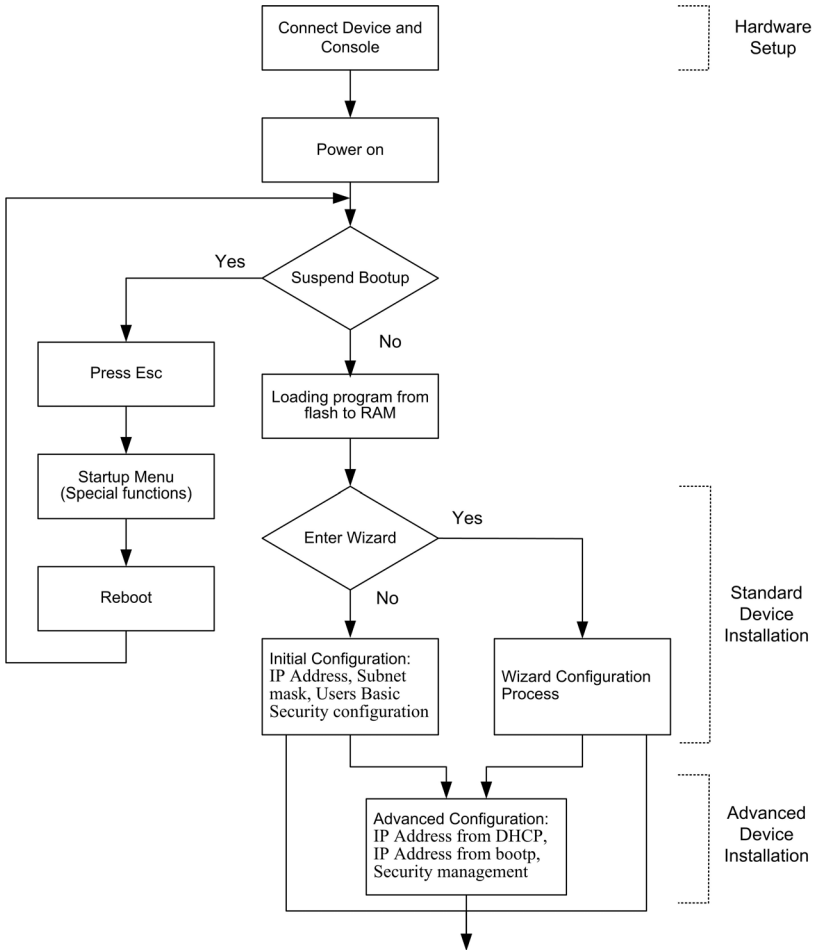 Connect Device and
Console
Hardware
Setup
Power on
Yes
Suspend Bootup
No
Press Esc
Loading program from
flash to RAM
Startup Menu
(Special functions)
Enter Wizard
Yes
No
Reboot
Standard
Device
Installation
Initial Configuration:
IP Address, Subnet
mask, Users Basic
Security configuration
Wizard Configuration
Process
Advanced Configuration:
IP Address from DHCP,
IP Address from bootp,
Security management
Advanced
Device
Installation